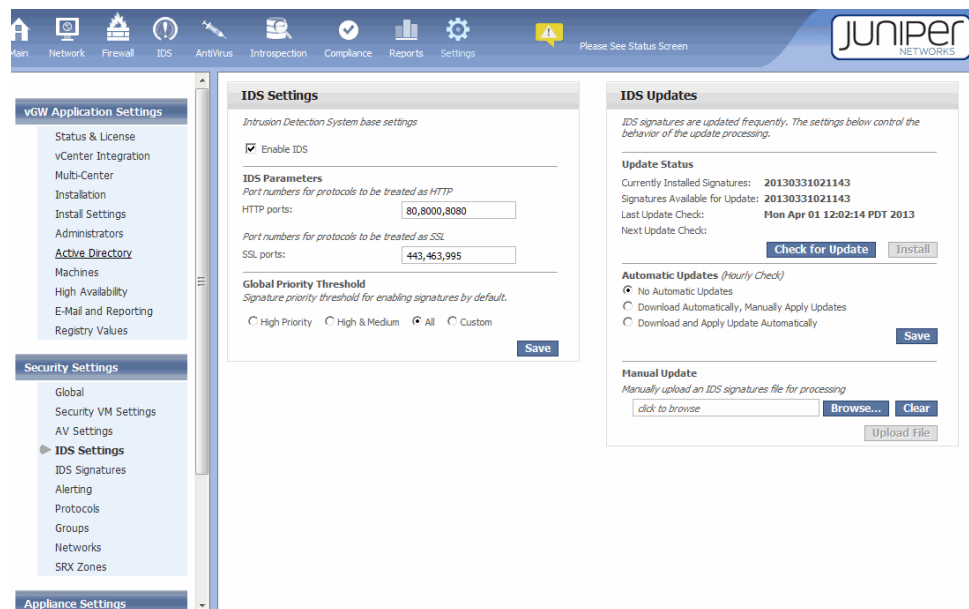 Main Network Firewall IDS AntiVirus Introspection Compliance Reports Settings
Please See Status Screen
JUNIPER
NETWORKS
vGW Application Settings
Status & License
vCenter Integration
Multi-Center
Installation
Install Settings
Administrators
Active Directory
Machines
High Availability
E-Mail and Reporting
Registry Values
Security Settings
Global
Security VM Settings
AV Settings
IDS Settings
IDS Signatures
Alerting
Protocols
Groups
Networks
SRX Zones
Appliance Settings
IDS Settings
Intrusion Detection System base settings
Enable IDS
IDS Parameters
Port numbers for protocols to be treated as HTTP
HTTP ports: 80,8000,8080
Port numbers for protocols to be treated as SSL
SSL ports: 443,463,995
Global Priority Threshold
Signature priority threshold for enabling signatures by default.
High Priority High & Medium All Custom
Save
IDS Updates
IDS signatures are updated frequently. The settings below control the
behavior of the update processing.
Update Status
Currently Installed Signatures: 20130331021143
Signatures Available for Update: 20130331021143
Last Update Check: Mon Apr 01 12:02:14 PDT 2013
Next Update Check:
Check for Update Install
Automatic Updates (Hourly Check)
No Automatic Updates
Download Automatically, Manually Apply Updates
Download and Apply Update Automatically
Save
Manual Update
Manually upload an IDS signatures file for processing
click to browse Browse... Clear
Upload File